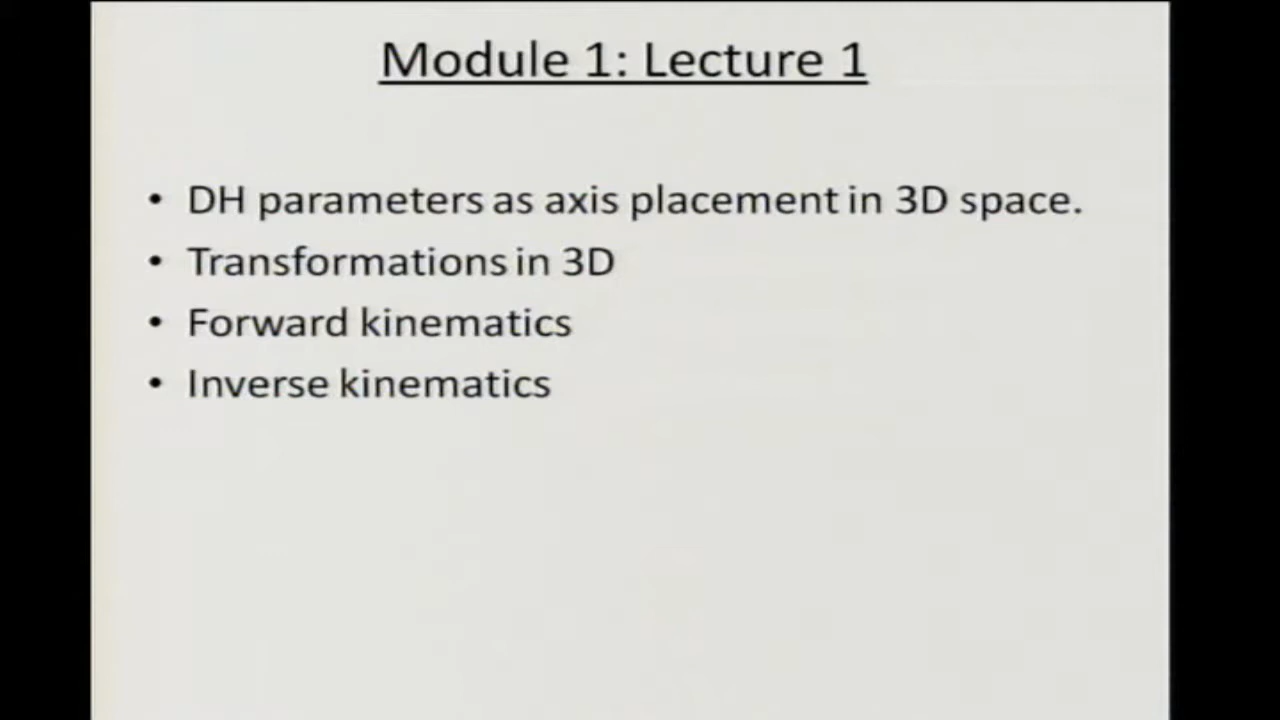 Module 1: Lecture 1
• DH parameters as axis placement in 3D space.
• Transformations in 3D
• Forward kinematics
• Inverse kinematics